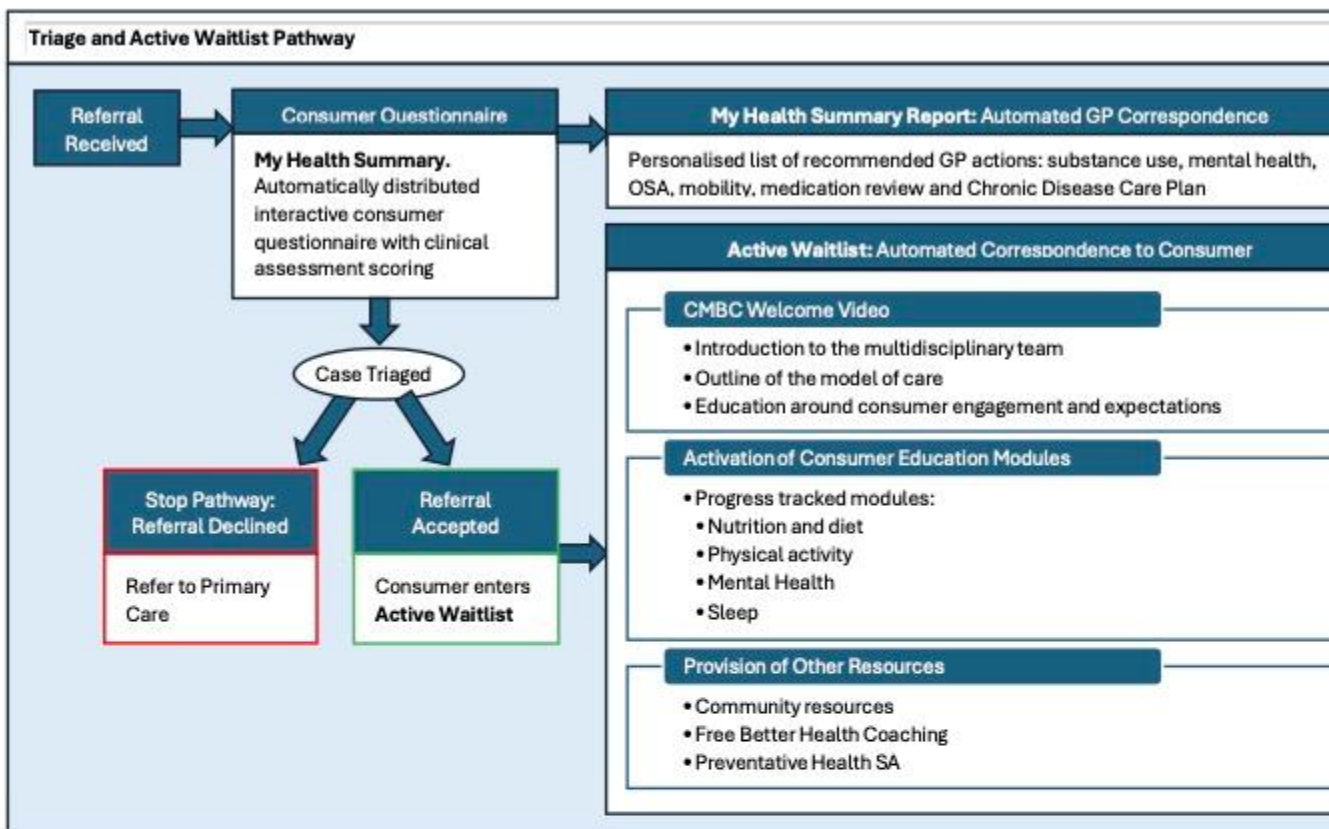 Triage and Active Waitlist Pathway
Referral
Received
Consumer Questionnaire
My Health Summary.
Automatically distributed
interactive consumer
questionnaire with clinical
assessment scoring
My Health Summary Report: Automated GP Correspondence
Personalised list of recommended GP actions: substance use, mental health,
OSA, mobility, medication review and Chronic Disease Care Plan
Case Triaged
Stop Pathway:
Referral Declined
Refer to Primary
Care
Referral
Accepted
Consumer enters
Active Waitlist
Active Waitlist: Automated Correspondence to Consumer
CMBC Welcome Video
• Introduction to the multidisciplinary team
• Outline of the model of care
• Education around consumer engagement and expectations
Activation of Consumer Education Modules
• Progress tracked modules:
• Nutrition and diet
• Physical activity
• Mental Health
• Sleep
Provision of Other Resources
• Community resources
• Free Better Health Coaching
• Preventative Health SA